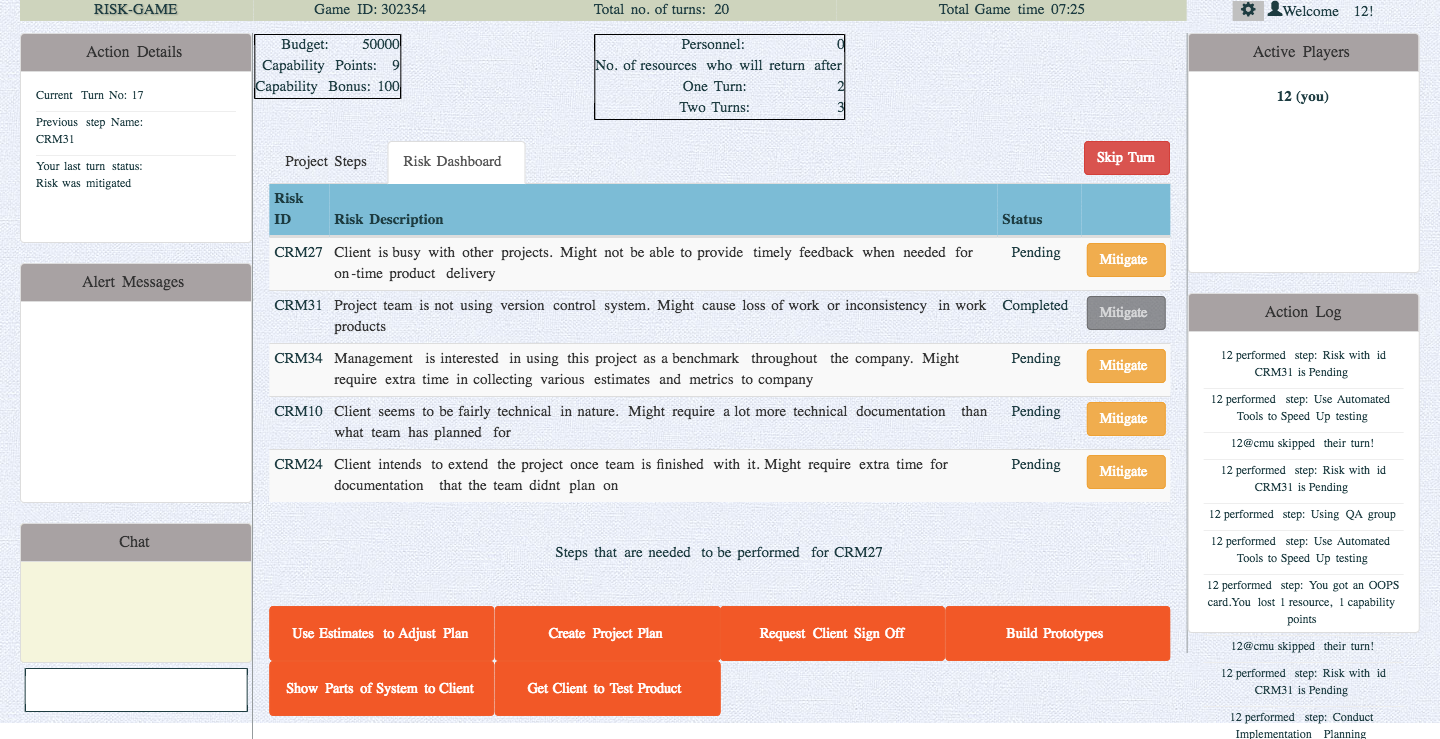 RISK-GAME
Game ID: 302354
Total no. of turns: 20
Total Game time 07:25
Welcome 12!
Action Details
Current Turn No: 17
Previous step Name:
CRM31
Your last turn status:
Risk was mitigated
Alert Messages
Chat
Budget: 50000
Capability Points: 9
Capability Bonus: 100
Personnel: 0
No. of resources who will return after
One Turn: 2
Two Turns: 3
Project Steps
Risk Dashboard
Skip Turn
Risk
ID Risk Description Status
CRM27 Client is busy with other projects. Might not be able to provide timely feedback when needed for Pending Mitigate
on-time product delivery
CRM31 Project team is not using version control system. Might cause loss of work or inconsistency in work Completed Mitigate
products
CRM34 Management is interested in using this project as a benchmark throughout the company. Might Pending Mitigate
require extra time in collecting various estimates and metrics to company
CRM10 Client seems to be fairly technical in nature. Might require a lot more technical documentation than Pending Mitigate
what team has planned for
CRM24 Client intends to extend the project once team is finished with it. Might require extra time for Pending Mitigate
documentation that the team didnt plan on
Steps that are needed to be performed for CRM27
Use Estimates to Adjust Plan
Create Project Plan
Request Client Sign Off
Build Prototypes
Show Parts of System to Client
Get Client to Test Product
Active Players
12 (you)
Action Log
12 performed step: Risk with id
CRM31 is Pending
12 performed step: Use Automated
Tools to Speed Up testing
12@cmu skipped their turn!
12 performed step: Risk with id
CRM31 is Pending
12 performed step: Using QA group
12 performed step: Use Automated
Tools to Speed Up testing
12 performed step: You got an OOPS
card.You lost 1 resource, 1 capability
points
12@cmu skipped their turn!
12 performed step: Risk with id
CRM31 is Pending
12 performed step: Conduct
Implementation Planning